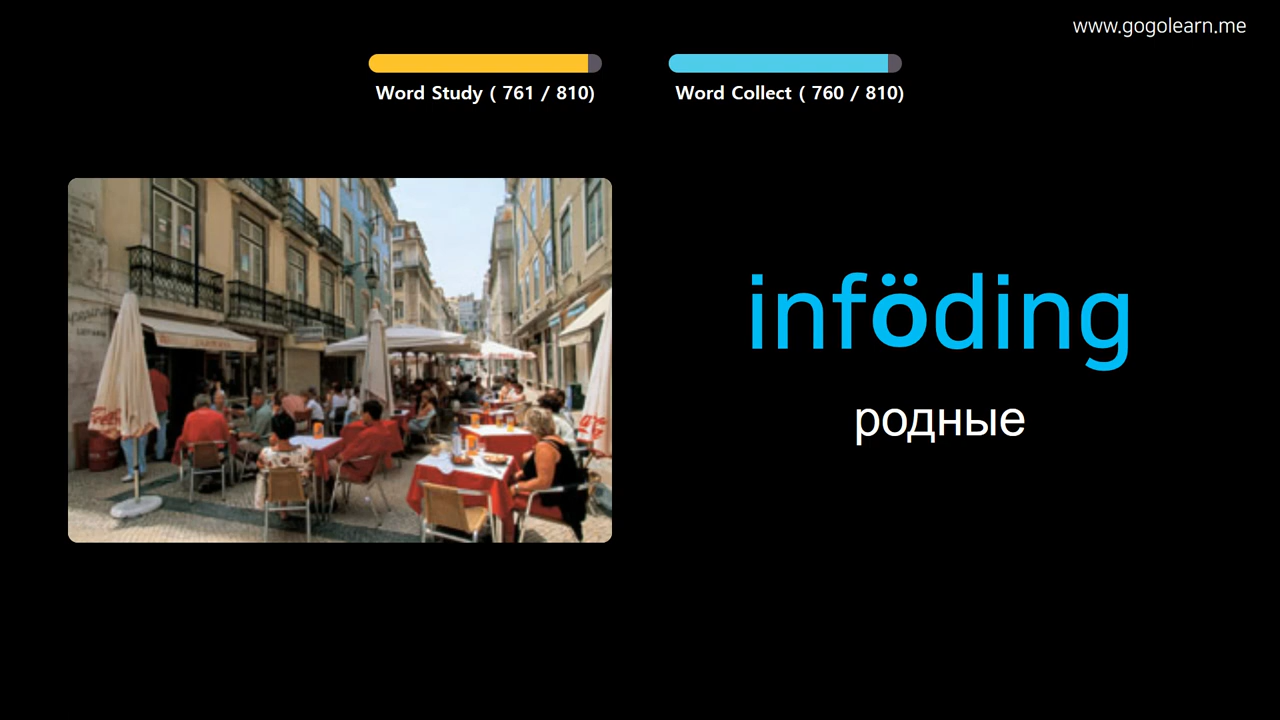 www.gogolearn.me
Word Study ( 761 / 810)
Word Collect ( 760 / 810)
inföding
родные